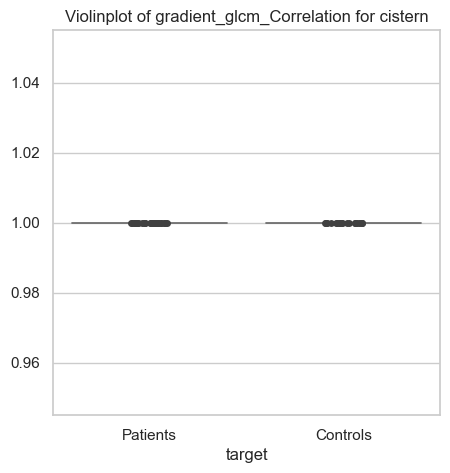 Violinplot of gradient_glcm_Correlation for cistern
1.04
1.02
1.00
0.98
0.96
Patients
Controls
target